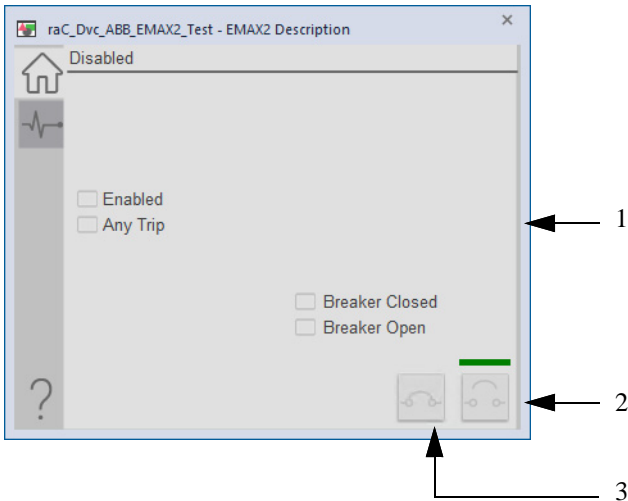 raC_Dvc_ABB_EMAX2_Test - EMAX2 Description
Disabled
Enabled
Any Trip
1
Breaker Closed
Breaker Open
?
2
3